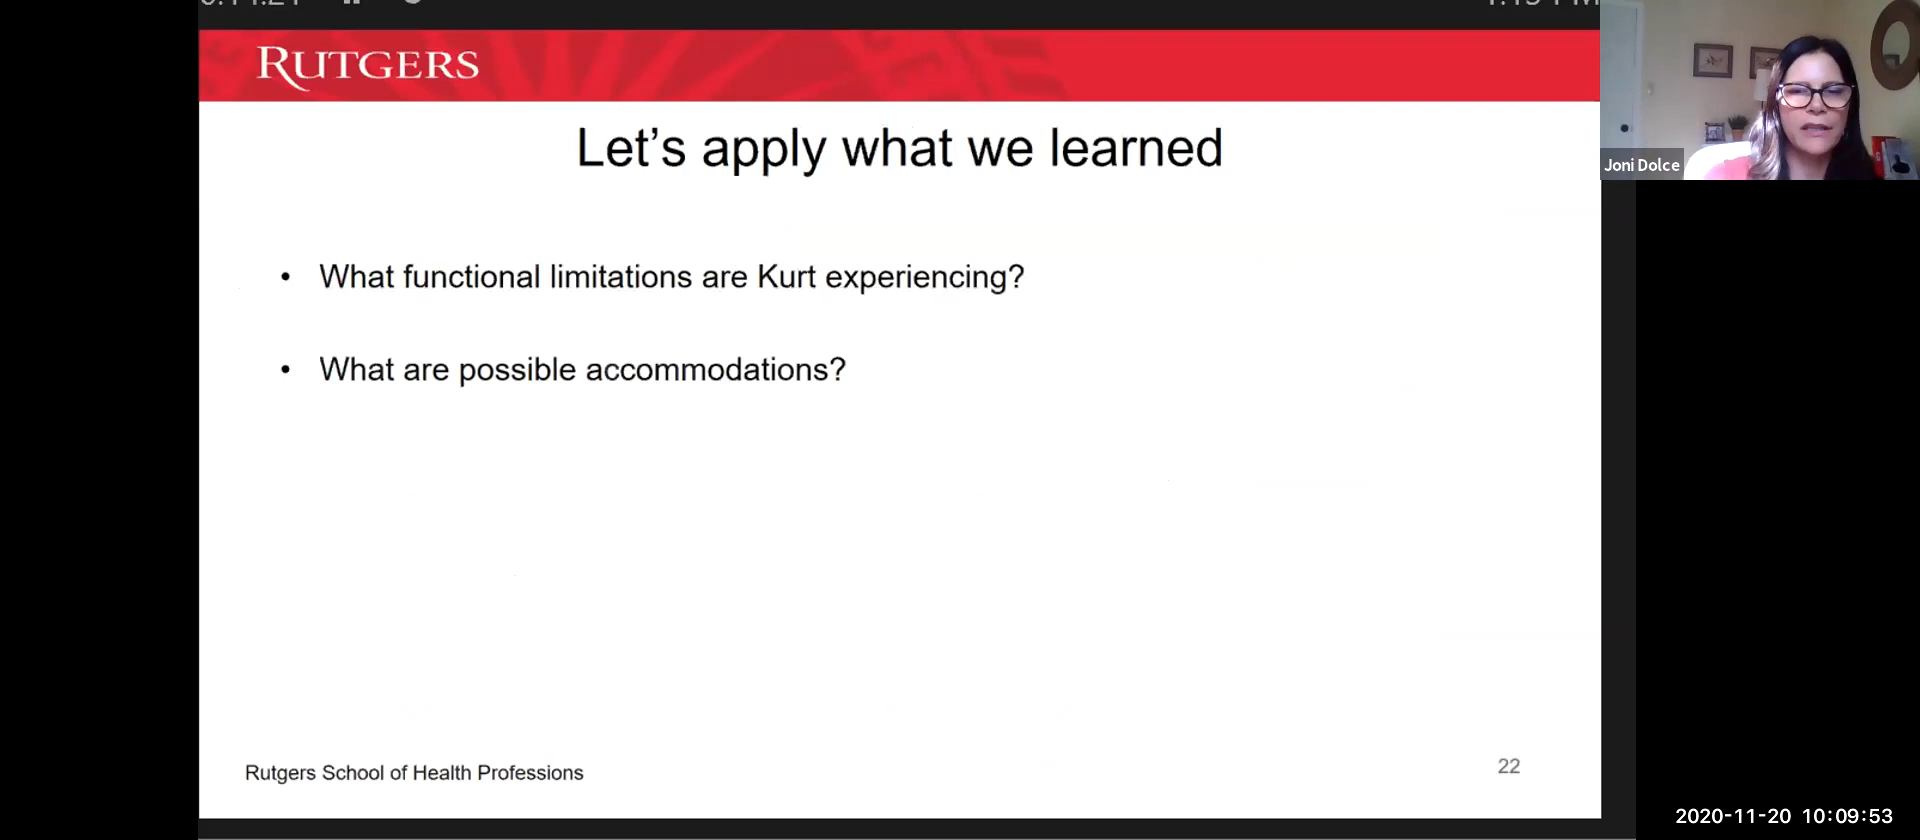 RUTGERS
Let's apply what we learned
• What functional limitations are Kurt experiencing?
• What are possible accommodations?
Rutgers School of Health Professions
22
Joni Dolce
2020-11-20 10:09:53